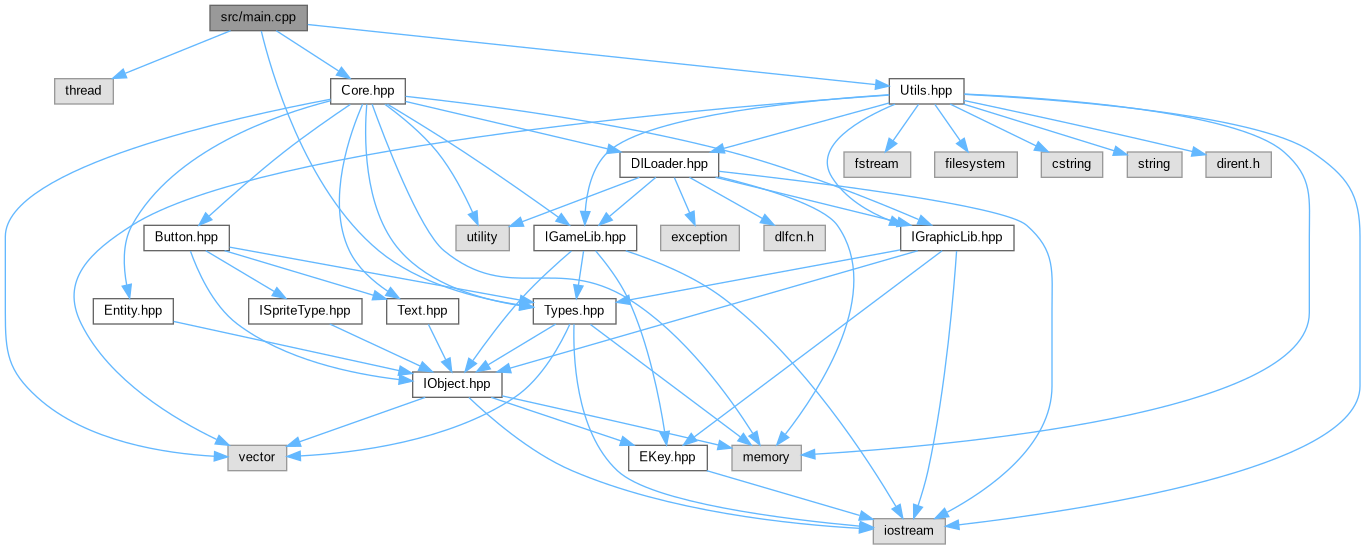 src/main.cpp
thread
Core.hpp
Utils.hpp
DlLoader.hpp
fstream
filesystem
cstring
string
dirent.h
Button.hpp
utility
IGameLib.hpp
exception
dlfcn.h
IGraphicLib.hpp
Entity.hpp
ISpriteType.hpp
Text.hpp
Types.hpp
IObject.hpp
vector
EKey.hpp
memory
iostream